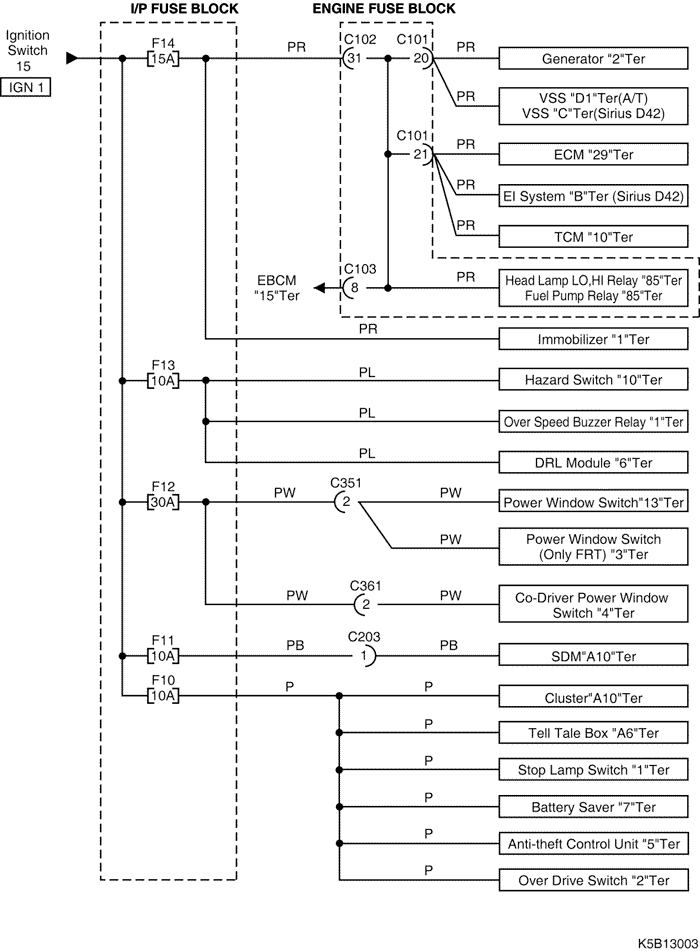 I/P FUSE BLOCK
ENGINE FUSE BLOCK
Ignition
Switch
15
IGN 1
F14
15A
PR
C102
31
C101
20
PR
Generator "2"Ter
PR
VSS "D1"Ter(A/T)
VSS "C"Ter(Sirius D42)
C101
21
PR
ECM "29"Ter
PR
EI System "B"Ter (Sirius D42)
PR
TCM "10"Ter
EBCM
"15"Ter
C103
8
PR
Head Lamp LO,HI Relay "85"Ter
Fuel Pump Relay "85"Ter
PR
Immobilizer "1"Ter
F13
10A
PL
Hazard Switch "10"Ter
PL
Over Speed Buzzer Relay "1"Ter
PL
DRL Module "6"Ter
F12
30A
PW
C351
2
PW
Power Window Switch"13"Ter
PW
Power Window Switch
(Only FRT) "3"Ter
PW
C361
2
PW
Co-Driver Power Window
Switch "4"Ter
F11
10A
PB
C203
1
PB
SDM"A10"Ter
F10
10A
P
P
Cluster"A10"Ter
P
Tell Tale Box "A6"Ter
P
Stop Lamp Switch "1"Ter
P
Battery Saver "7"Ter
P
Anti-theft Control Unit "5"Ter
P
Over Drive Switch "2"Ter
K5B13003